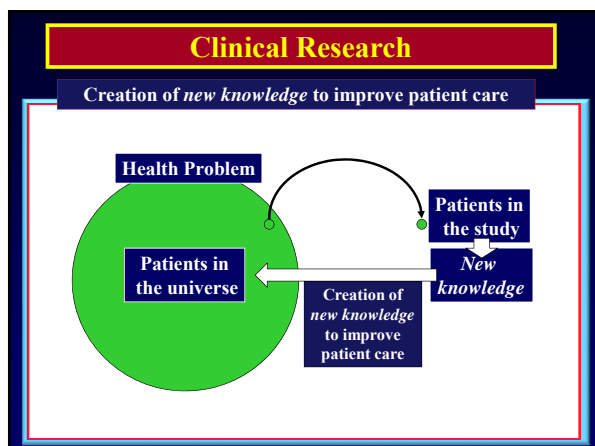 Clinical Research
Creation of new knowledge to improve patient care
Health Problem
Patients in
the study
Patients in
the universe
New
knowledge
Creation of
new knowledge
to improve
patient care